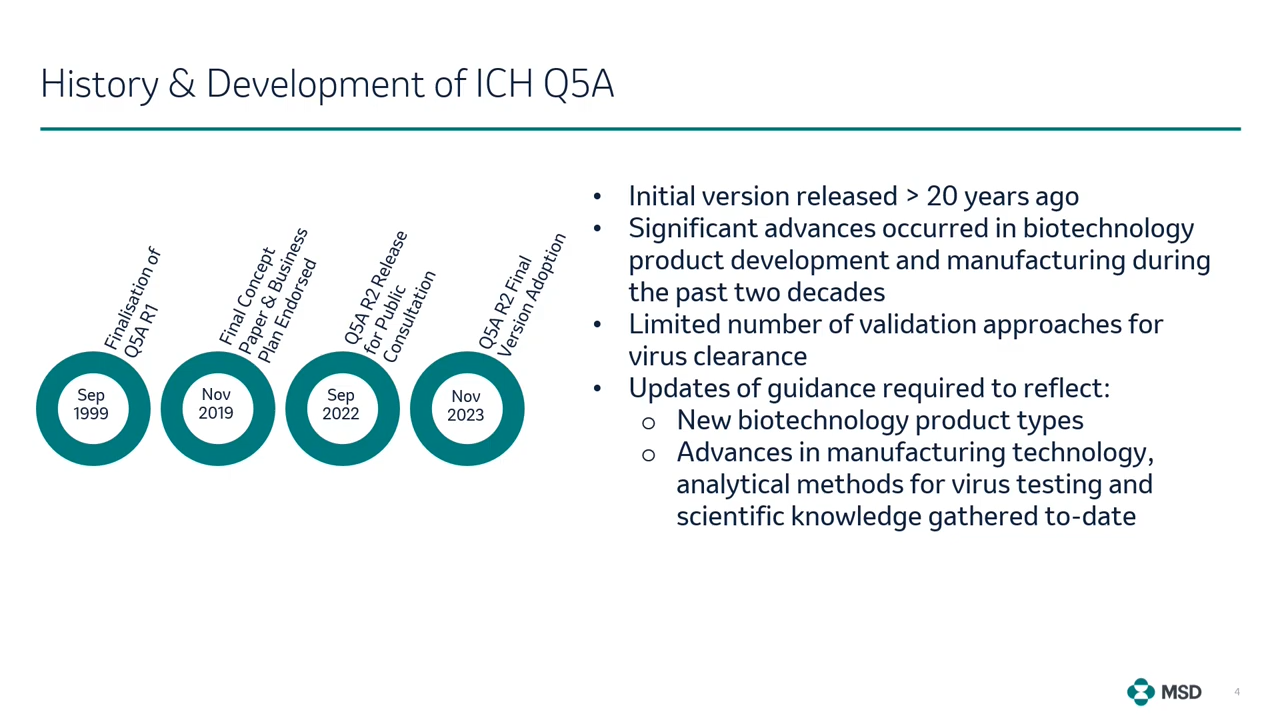 History & Development of ICH Q5A
Finalisation of
Q5A R1
Final Concept
Paper & Business
Plan Endorsed
Q5A R2 Release
for Public
Consultation
Q5A R2 Final
Version Adoption
Sep
1999
Nov
2019
Sep
2022
Nov
2023
• Initial version released > 20 years ago
• Significant advances occurred in biotechnology
product development and manufacturing during
the past two decades
• Limited number of validation approaches for
virus clearance
• Updates of guidance required to reflect:
o New biotechnology product types
o Advances in manufacturing technology,
analytical methods for virus testing and
scientific knowledge gathered to-date
MSD
4